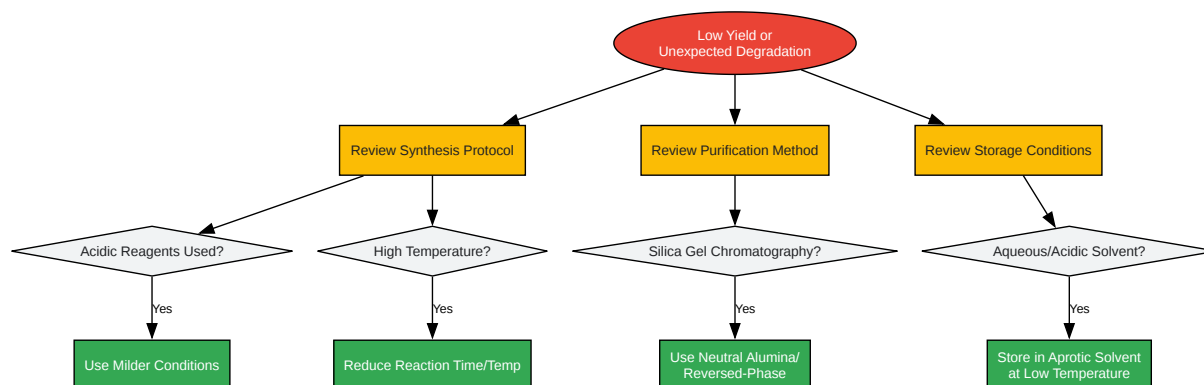 Low Yield or
Unexpected Degradation
Review Synthesis Protocol
Review Purification Method
Review Storage Conditions
Acidic Reagents Used?
High Temperature?
Silica Gel Chromatography?
Aqueous/Acidic Solvent?
Yes
Yes
Yes
Yes
Use Milder Conditions
Reduce Reaction Time/Temp
Use Neutral Alumina/
Reversed-Phase
Store in Aprotic Solvent
at Low Temperature